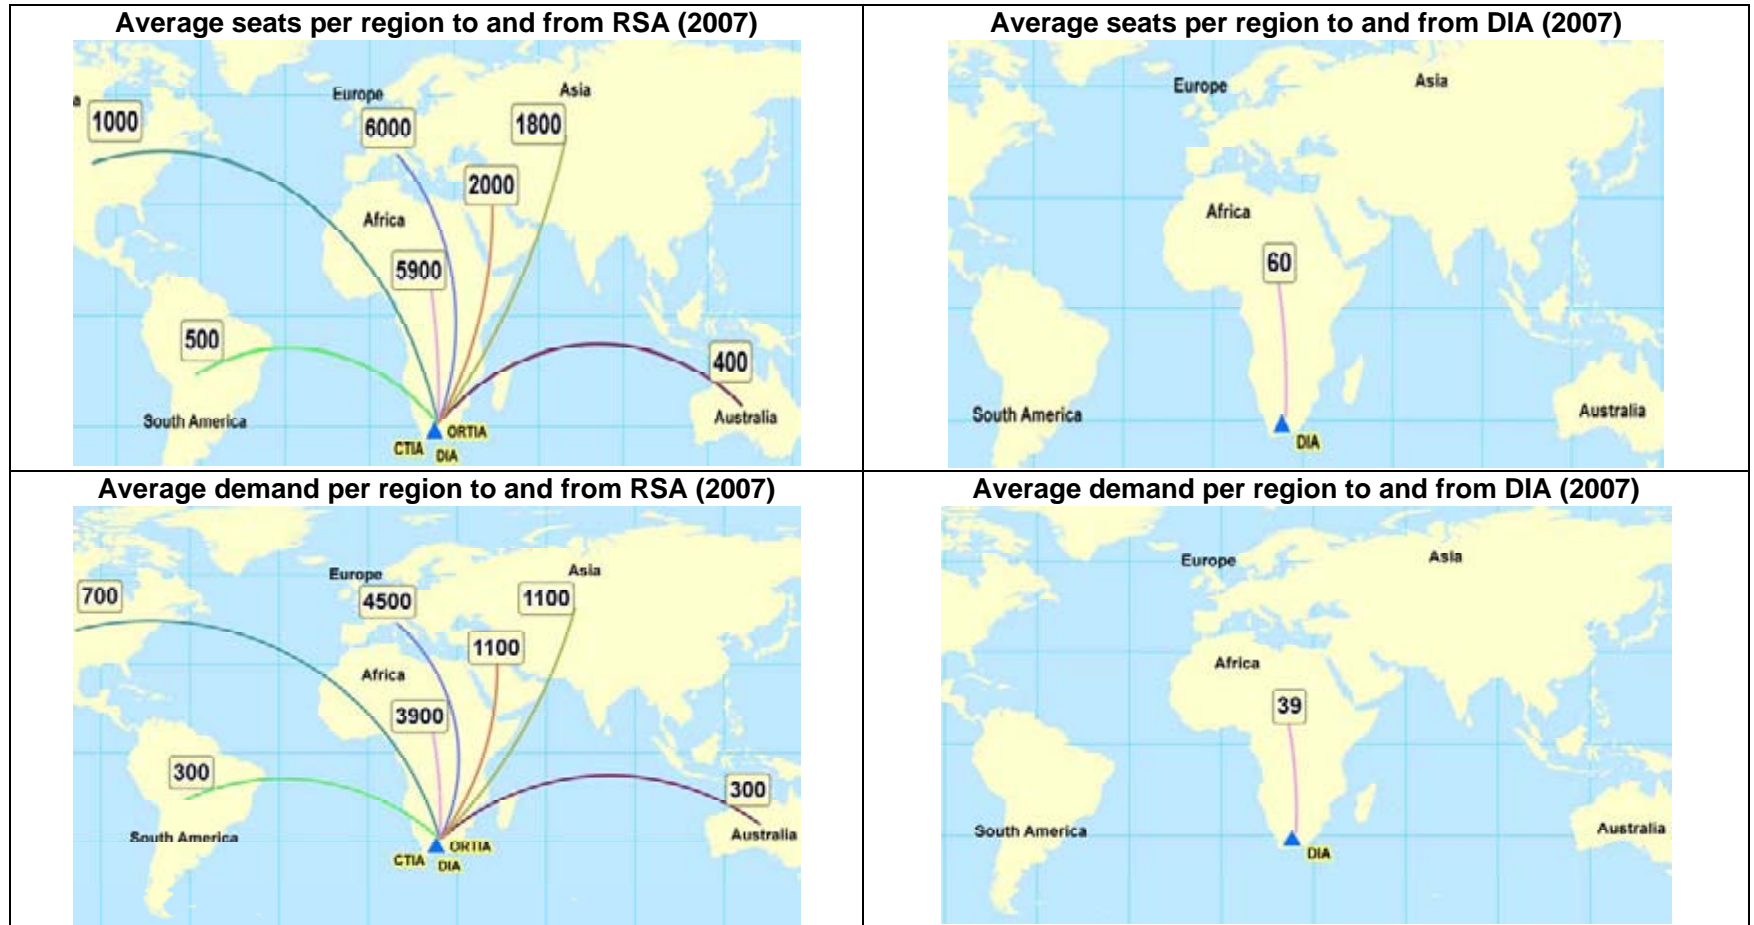 Average seats per region to and from RSA (2007)
Europe
Asia
a
1000
6000
1800
2000
Africa
5900
500
400
South America
Australia
ORTIA
CTIA
DIA
Average seats per region to and from DIA (2007)
Europe
Asia
Africa
60
South America
Australia
DIA
Average demand per region to and from RSA (2007)
Europe
Asia
700
4500
1100
1100
Africa
3900
300
300
South America
Australia
ORTIA
CTIA
DIA
Average demand per region to and from DIA (2007)
Europe
Asia
Africa
39
South America
Australia
DIA